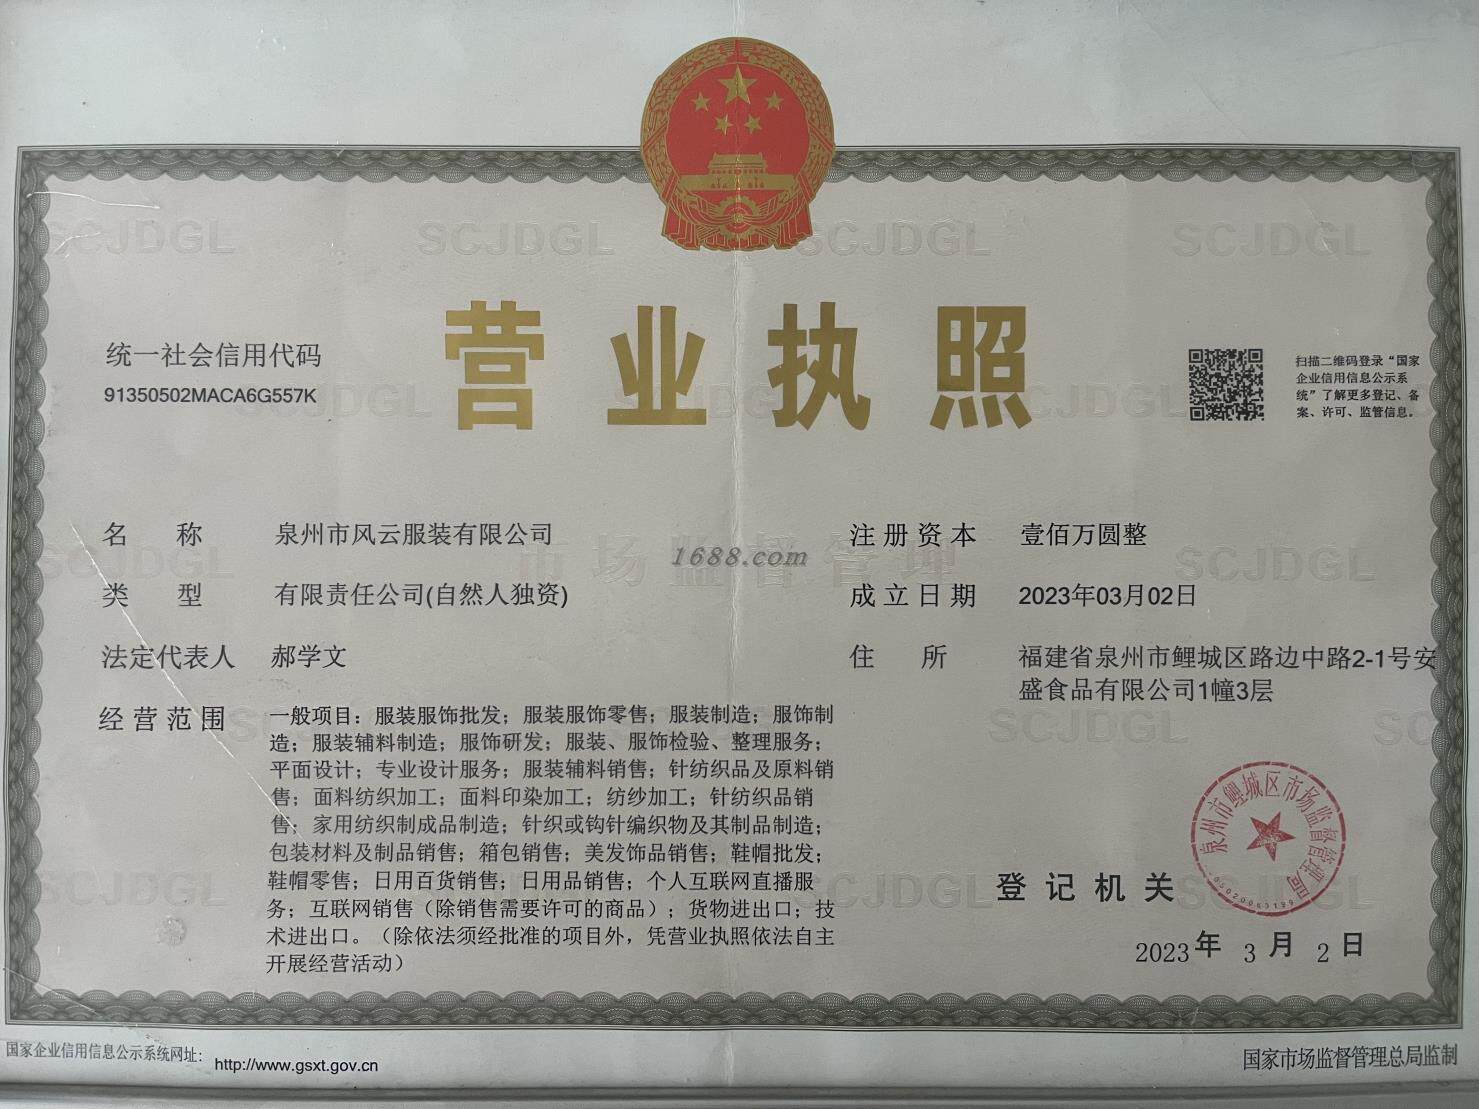 营业执照
统一社会信用代码
91350502MACA6G557K
扫描二维码登录“国家
企业信用信息公示系
统”了解更多登记、备
案、许可、监管信息。
名称 泉州市风云服装有限公司
类型 有限责任公司(自然人独资)
法定代表人 郝学文
经营范围 一般项目：服装服饰批发；服装服饰零售；服装制造；服饰制
造；服装辅料制造；服饰研发；服装、服饰检验、整理服务；
平面设计；专业设计服务；服装辅料销售；针纺织品及原料销
售；面料纺织加工；面料印染加工；纺纱加工；针纺织品销
售；家用纺织制成品制造；针织或钩针编织物及其制品制造；
包装材料及制品销售；箱包销售；美发饰品销售；鞋帽批发；
鞋帽零售；日用百货销售；日用品销售；个人互联网直播服
务；互联网销售（除销售需要许可的商品）；货物进出口；技
术进出口。（除依法须经批准的项目外，凭营业执照依法自主
开展经营活动）
注册资本 壹佰万圆整
成立日期 2023年03月02日
住所 福建省泉州市鲤城区路边中路2-1号安
盛食品有限公司1幢3层
1688.com
市场监督管理
SCJDGL
泉州市鲤城区市场监督管理局
登记机关
2023年3月2日
国家企业信用信息公示系统网址：
http://www.gsxt.gov.cn
国家市场监督管理总局监制